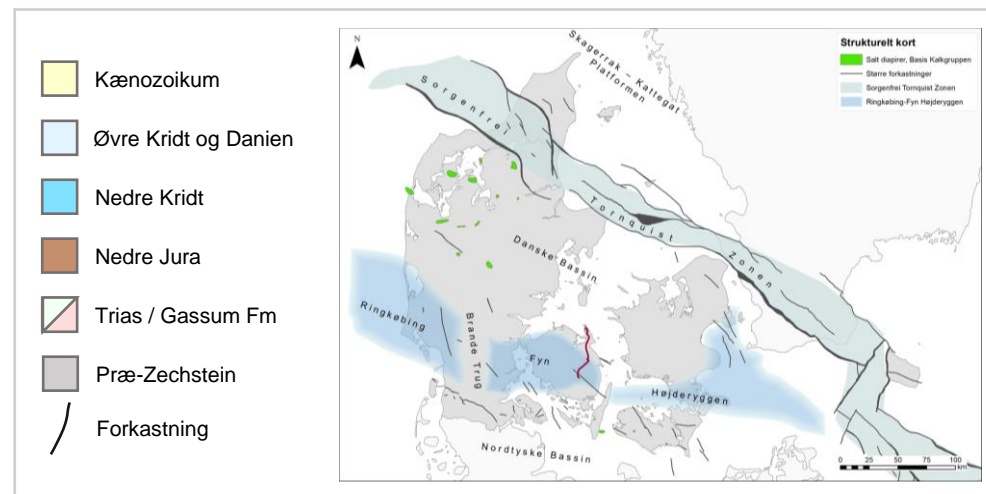 Kænozoikum
Øvre Kridt og Danien
Nedre Kridt
Nedre Jura
Trias / Gassum Fm
Præ-Zechstein
Forkastning
N
Skagerrak – Kattegat
Platformen
Sorgenfrei
Tornquist
Zonen
Danske Bassin
Ringkøbing
Brande Trug
Fyn
Højderyggen
Nordtyske Bassin
Strukturelt kort
Salt diapirer, Basis Kalkgruppen
Større forkastninger
Sorgenfrei Tornquist Zonen
Ringkøbing-Fyn Højderyggen
0 25 50 75 100
km